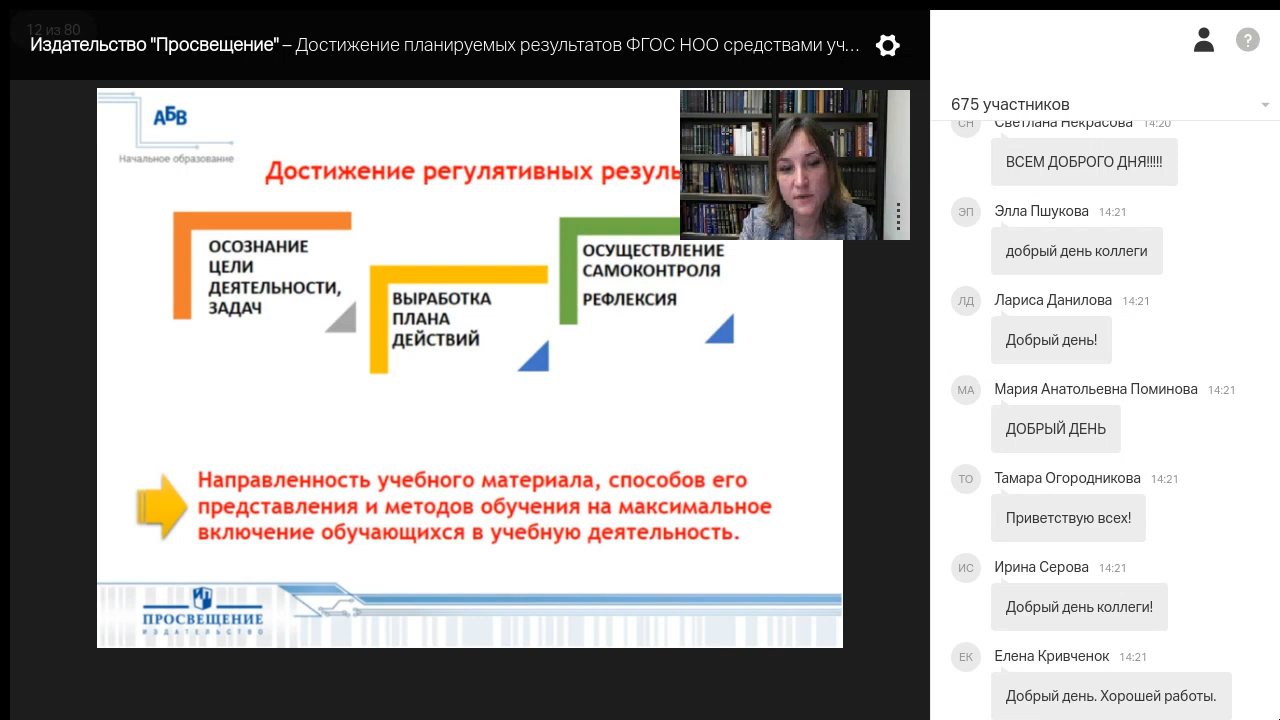 12 из 80
Издательство "Просвещение" – Достижение планируемых результатов ФГОС НОО средствами уч...
АБВ
Начальное образование
Достижение регулятивных резуль
ОСОЗНАНИЕ
ЦЕЛИ
ДЕЯТЕЛЬНОСТИ,
ЗАДАЧ
ВЫРАБОТКА
ПЛАНА
ДЕЙСТВИЙ
ОСУЩЕСТВЛЕНИЕ
САМОКОНТРОЛЯ
РЕФЛЕКСИЯ
Направленность учебного материала, способов его
представления и методов обучения на максимальное
включение обучающихся в учебную деятельность.
ПРОСВЕЩЕНИЕ
ИЗДАТЕЛЬСТВО
?
675 участников
СН Светлана Некрасова 14:20
ВСЕМ ДОБРОГО ДНЯ!!!!!
ЭП Элла Пшукова 14:21
добрый день коллеги
ЛД Лариса Данилова 14:21
Добрый день!
МА Мария Анатольевна Поминова 14:21
ДОБРЫЙ ДЕНЬ
ТО Тамара Огородникова 14:21
Приветствую всех!
ИС Ирина Серова 14:21
Добрый день коллеги!
ЕК Елена Кривченок 14:21
Добрый день. Хорошей работы.